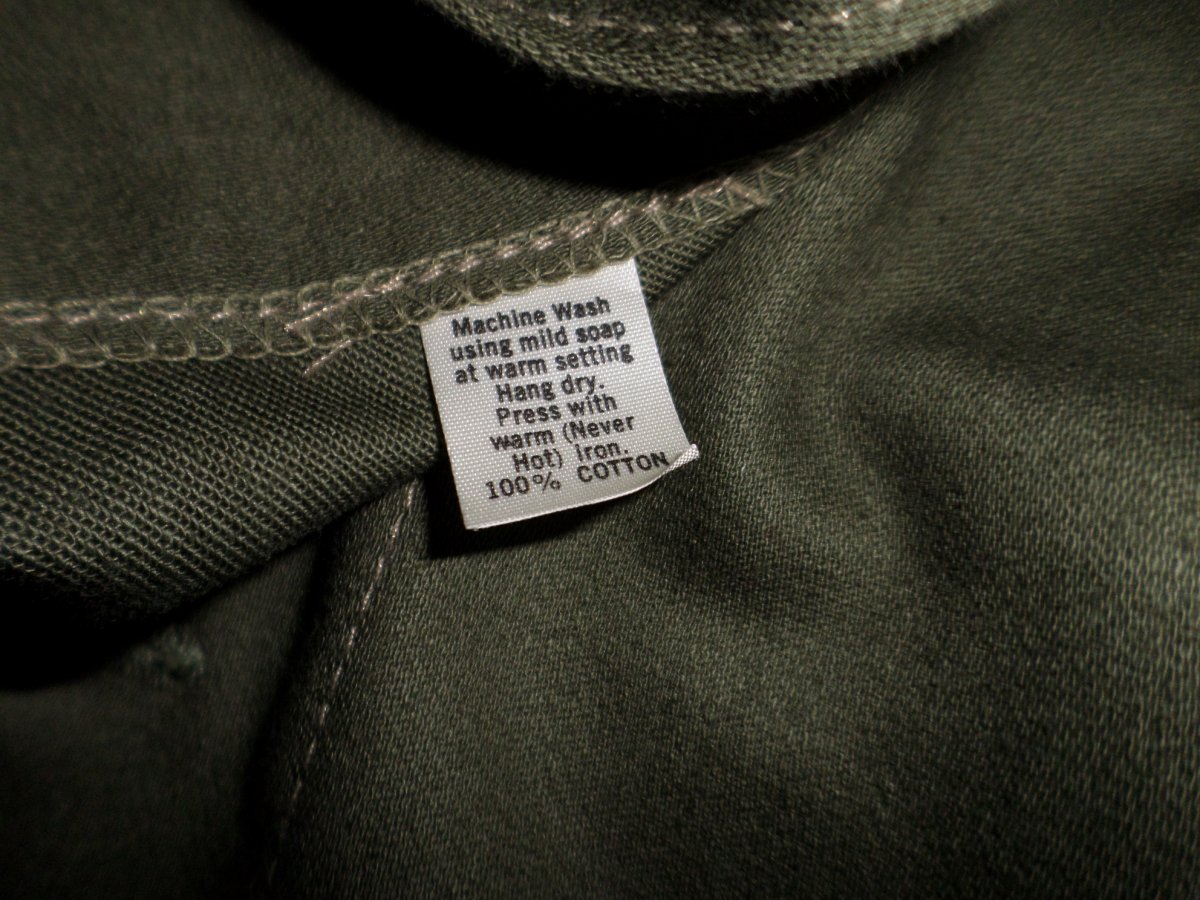 Machine Wash
using mild soap
at warm setting
Hang dry.
Press with
warm (Never
Hot) iron.
100% COTTON